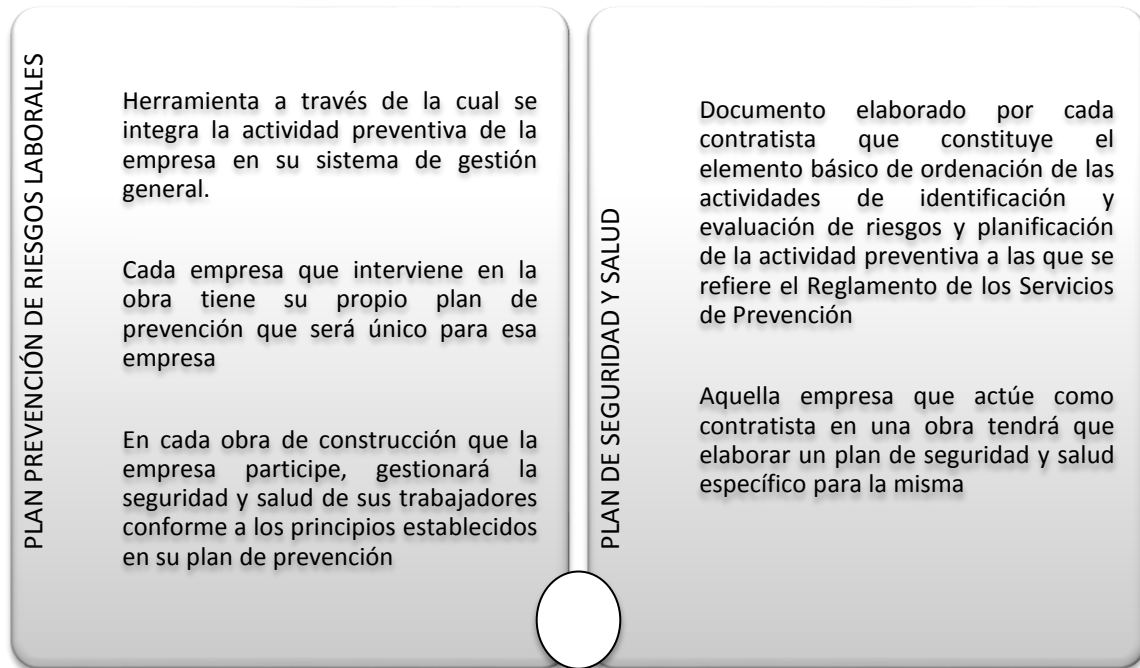 PLAN PREVENCIÓN DE RIESGOS LABORALES
Herramienta a través de la cual se
integra la actividad preventiva de la
empresa en su sistema de gestión
general.
Cada empresa que interviene en la
obra tiene su propio plan de
prevención que será único para esa
empresa
En cada obra de construcción que la
empresa participe, gestionará la
seguridad y salud de sus trabajadores
conforme a los principios establecidos
en su plan de prevención
PLAN DE SEGURIDAD Y SALUD
Documento elaborado por cada
contratista que constituye el
elemento básico de ordenación de las
actividades de identificación y
evaluación de riesgos y planificación
de la actividad preventiva a las que se
refiere el Reglamento de los Servicios
de Prevención
Aquella empresa que actúe como
contratista en una obra tendrá que
elaborar un plan de seguridad y salud
específico para la misma